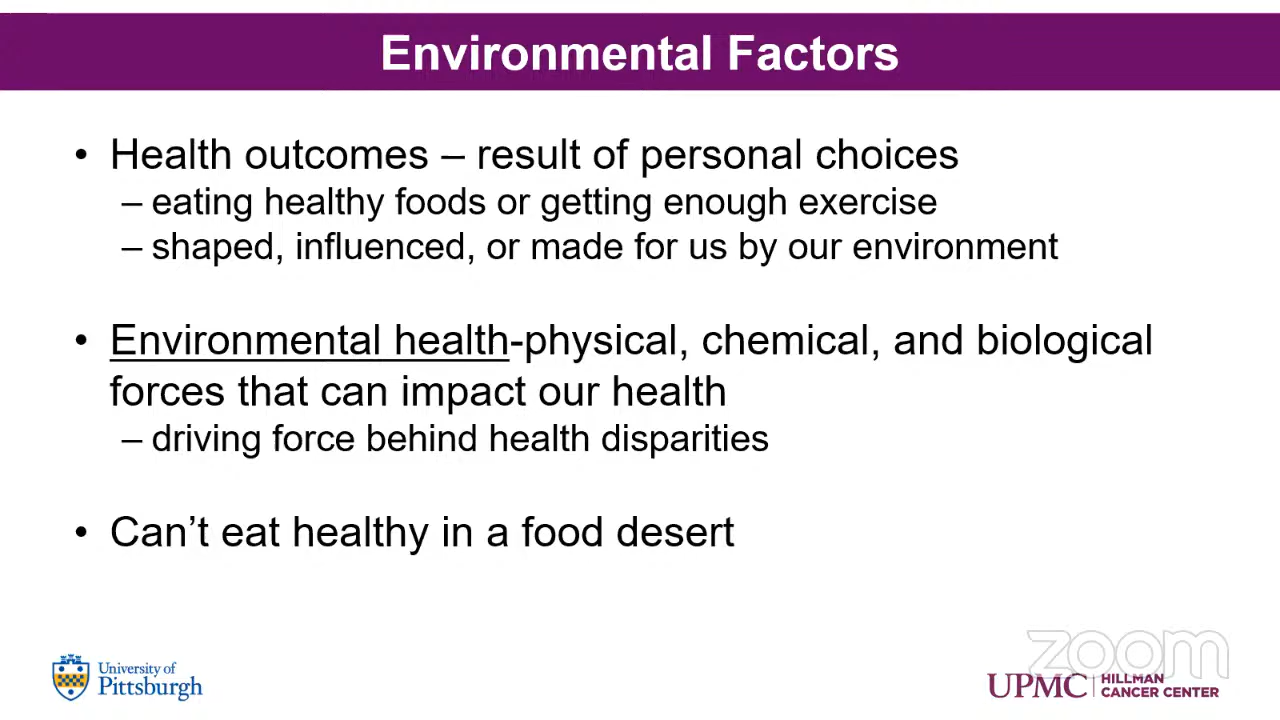 Environmental Factors
• Health outcomes – result of personal choices
– eating healthy foods or getting enough exercise
– shaped, influenced, or made for us by our environment
• Environmental health-physical, chemical, and biological
forces that can impact our health
– driving force behind health disparities
• Can’t eat healthy in a food desert
University of
Pittsburgh
zoom
UPMC | HILLMAN
CANCER CENTER